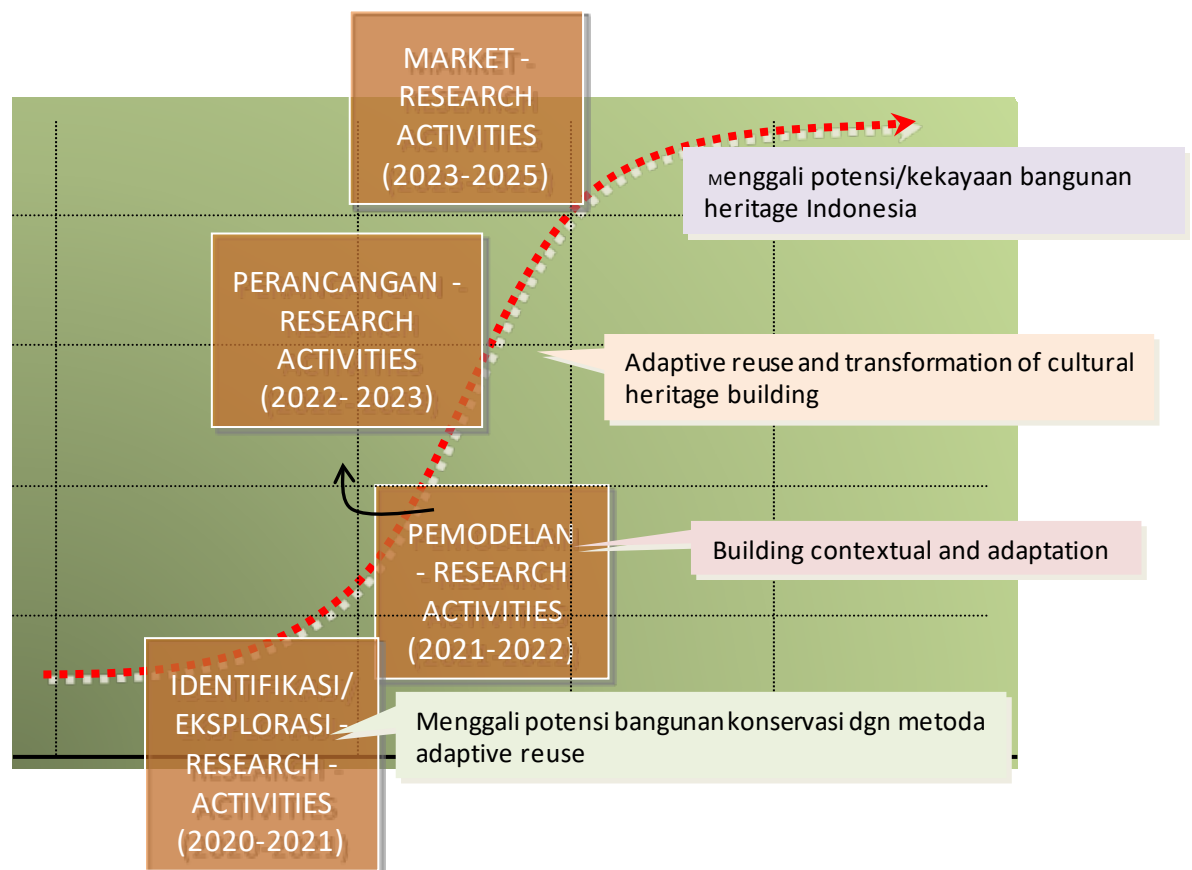 MARKET -
RESEARCH
ACTIVITIES
(2023-2025)
Menggali potensi/kekayaan bangunan
heritage Indonesia
PERANCANGAN -
RESEARCH
ACTIVITIES
(2022- 2023)
Adaptive reuse and transformation of cultural
heritage building
PEMODELAN
- RESEARCH
ACTIVITIES
(2021-2022)
Building contextual and adaptation
IDENTIFIKASI/
EKSPLORASI -
RESEARCH -
ACTIVITIES
(2020-2021)
Menggali potensi bangunan konservasi dgn metoda
adaptive reuse